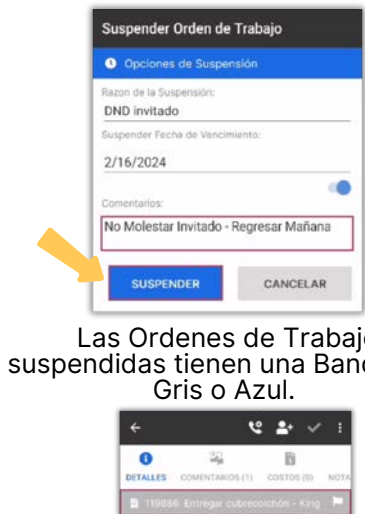 Suspender Orden de Trabajo
Opciones de Suspensión
Razon de la Suspensión:
DND invitado
Suspender Fecha de Vencimiento:
2/16/2024
Comentarios:
No Molestar Invitado - Regresar Mañana
SUSPENDER CANCELAR
Las Ordenes de Trabaj
suspendidas tienen una Ban
Gris o Azul.
DETALLES COMENTARIOS (1) COSTOS (0) NOTA
119886: Entregar cubrecolchón - King